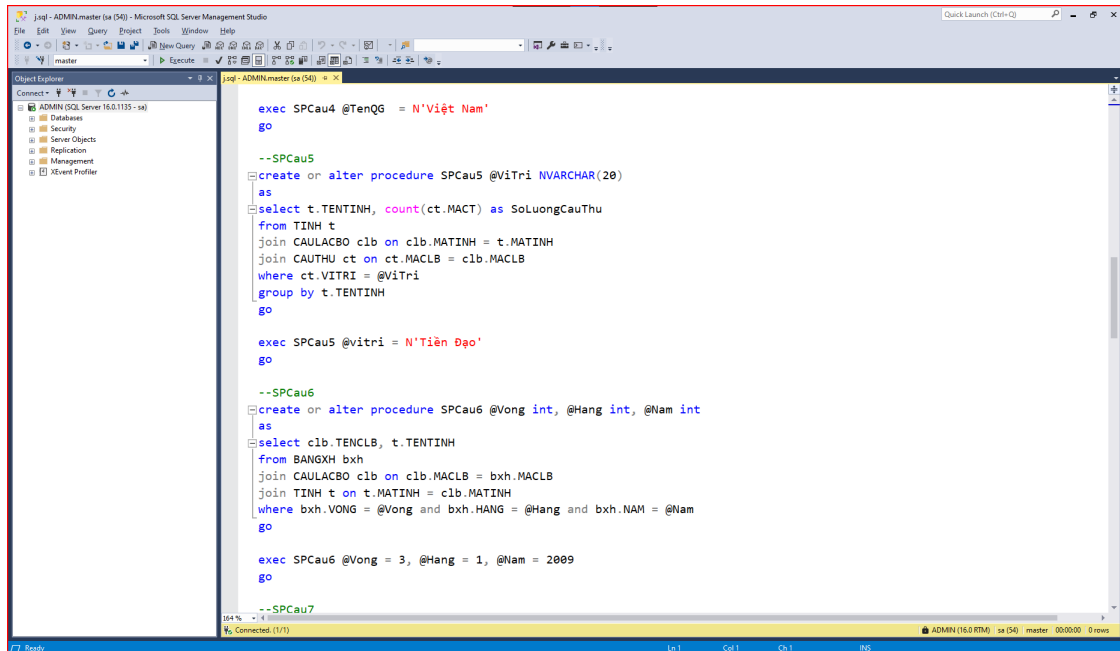 j.sql - ADMIN.master (sa (54)) - Microsoft SQL Server Management Studio
Quick Launch (Ctrl+Q)
File Edit View Query Project Tools Window Help
New Query
master
Execute
Object Explorer
j.sql - ADMIN.master (sa (54))
Connect
ADMIN (SQL Server 16.0.1135 - sa)
Databases
Security
Server Objects
Replication
Management
XEvent Profiler
exec SPCau4 @TenQG = N'Việt Nam'
go
--SPCau5
create or alter procedure SPCau5 @ViTri NVARCHAR(20)
as
select t.TENTINH, count(ct.MACT) as SoLuongCauThu
from TINH t
join CAULACBO clb on clb.MATINH = t.MATINH
join CAUTHU ct on ct.MACLB = clb.MACLB
where ct.VITRI = @ViTri
group by t.TENTINH
go
exec SPCau5 @vitri = N'Tiền Đạo'
go
--SPCau6
create or alter procedure SPCau6 @Vong int, @Hang int, @Nam int
as
select clb.TENCLB, t.TENTINH
from BANGXH bxh
join CAULACBO clb on clb.MACLB = bxh.MACLB
join TINH t on t.MATINH = clb.MATINH
where bxh.VONG = @Vong and bxh.HANG = @Hang and bxh.NAM = @Nam
go
exec SPCau6 @Vong = 3, @Hang = 1, @Nam = 2009
go
--SPCau7
164 %
Connected. (1/1)
ADMIN (16.0 RTM) sa (54) master 00:00:00 0 rows
Ready
Ln 1 Col 1 Ch 1 INS